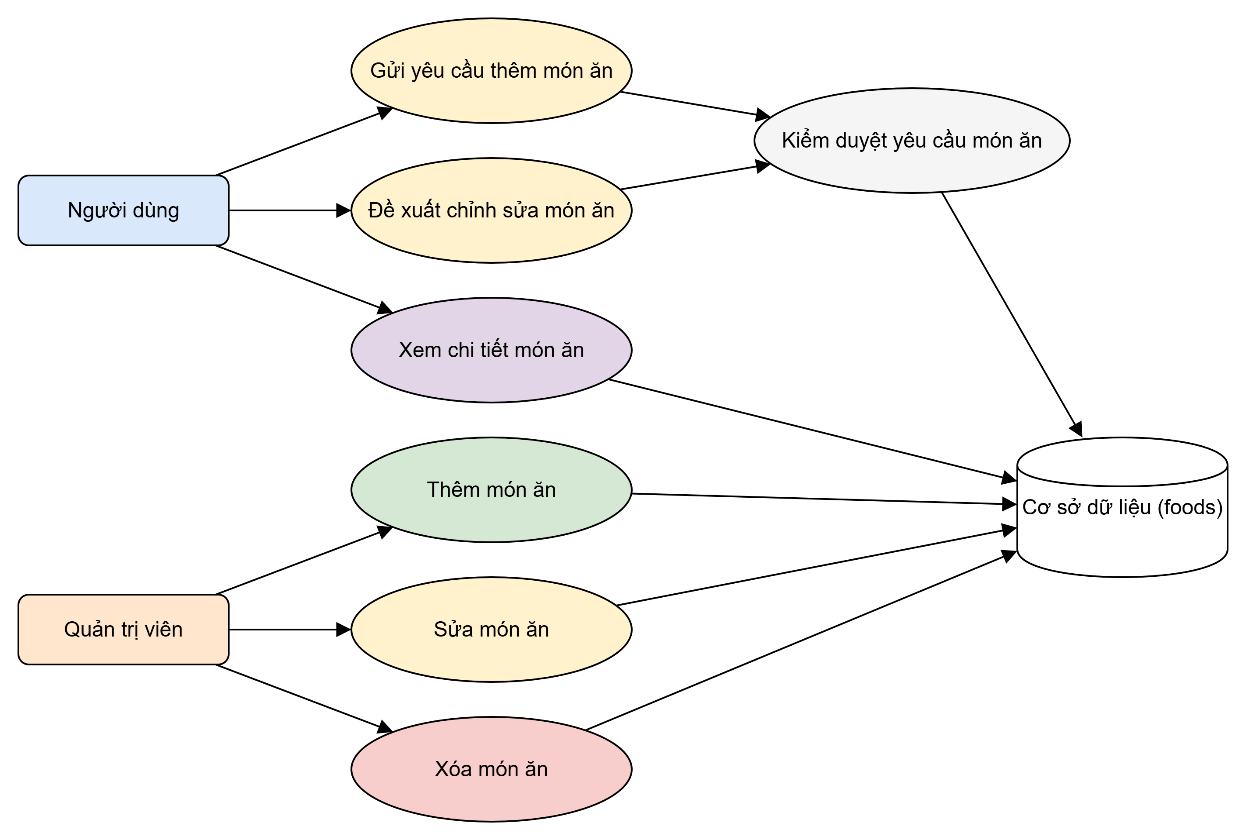 Gửi yêu cầu thêm món ăn
Kiểm duyệt yêu cầu món ăn
Người dùng
Đề xuất chỉnh sửa món ăn
Xem chi tiết món ăn
Thêm món ăn
Cơ sở dữ liệu (foods)
Quản trị viên
Sửa món ăn
Xóa món ăn